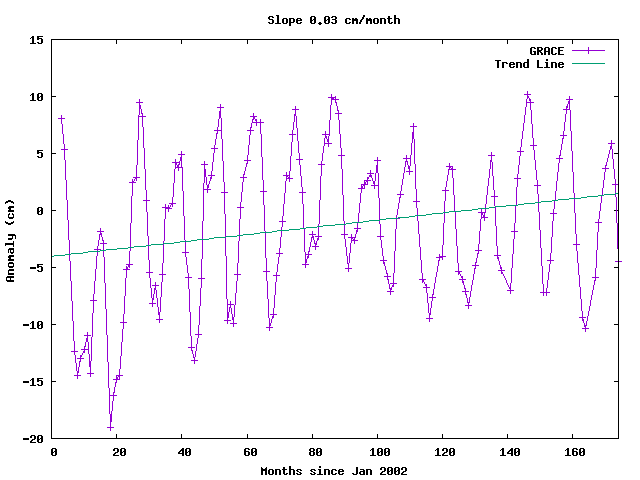 Slope 0.03 cm/month
GRACE
Trend Line
15
10
5
0
-5
-10
-15
-20
Anomaly (cm)
0 20 40 60 80 100 120 140 160
Months since Jan 2002